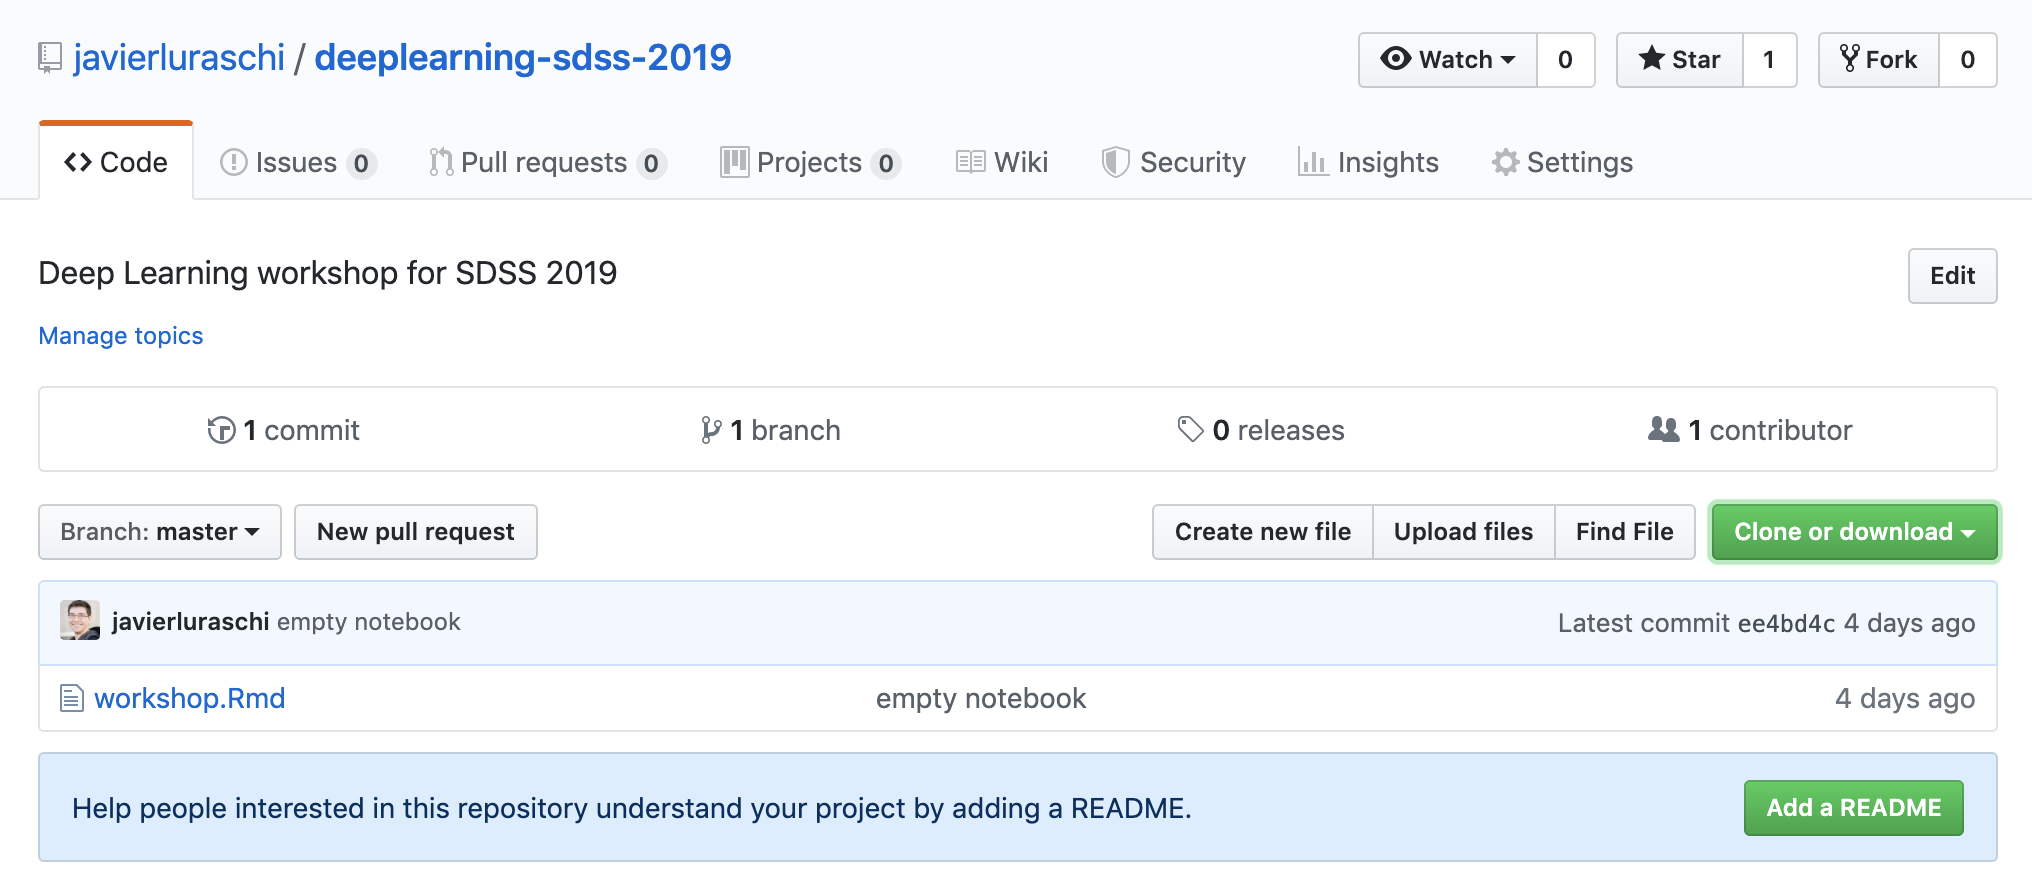 javierluraschi / deeplearning-sdss-2019
Watch 0 Star 1 Fork 0
Code Issues 0 Pull requests 0 Projects 0 Wiki Security Insights Settings
Deep Learning workshop for SDSS 2019
Edit
Manage topics
1 commit 1 branch 0 releases 1 contributor
Branch: master New pull request Create new file Upload files Find File Clone or download
javierluraschi empty notebook Latest commit ee4bd4c 4 days ago
workshop.Rmd empty notebook 4 days ago
Help people interested in this repository understand your project by adding a README. Add a README